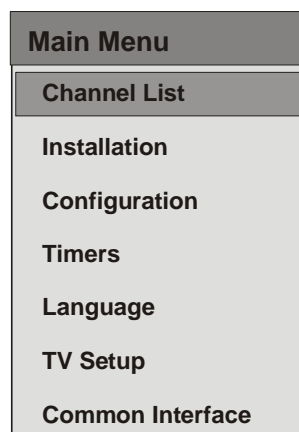 Main Menu
Channel List
Installation
Configuration
Timers
Language
TV Setup
Common Interface